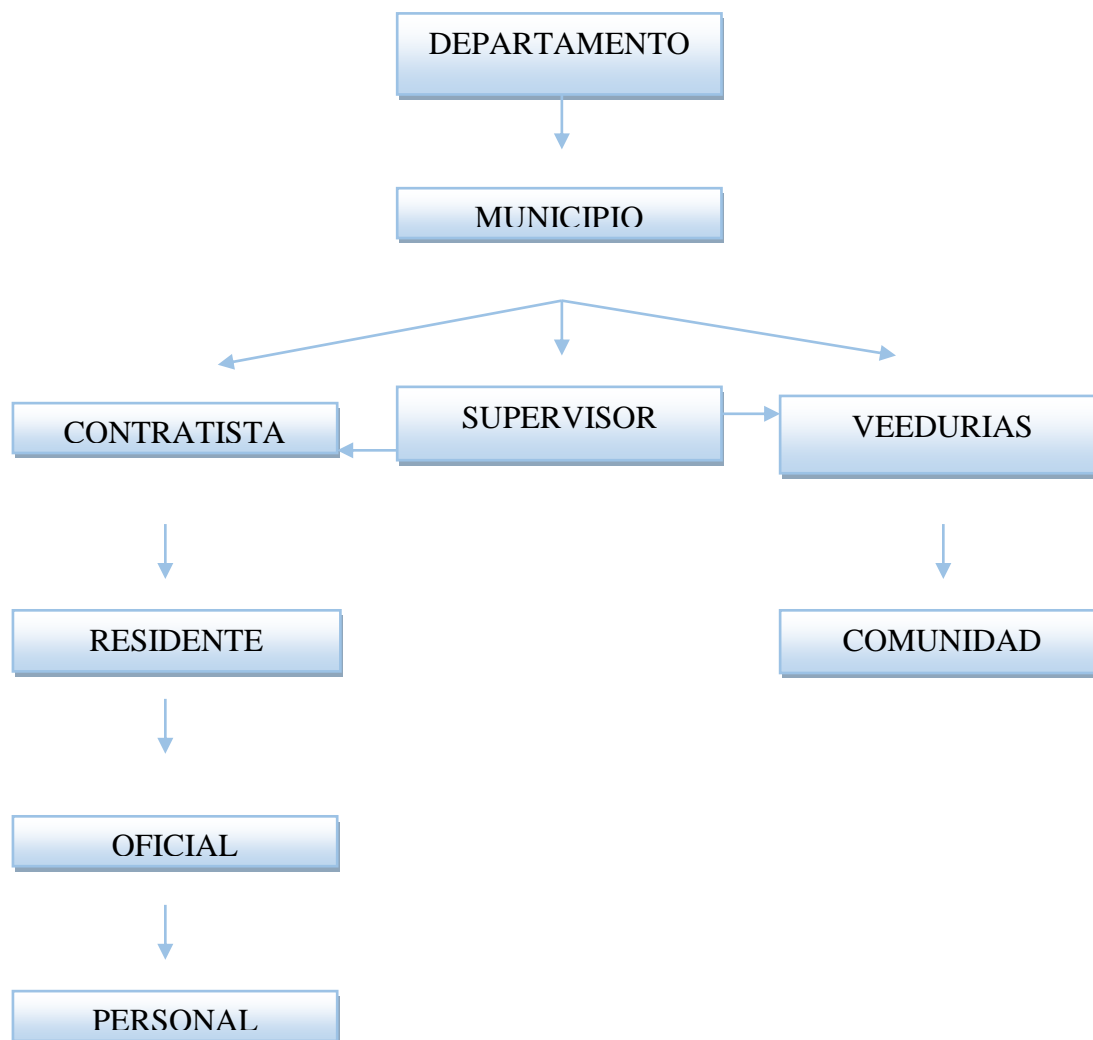 DEPARTAMENTO
MUNICIPIO
CONTRATISTA
SUPERVISOR
VEEDURIAS
RESIDENTE
COMUNIDAD
OFICIAL
PERSONAL